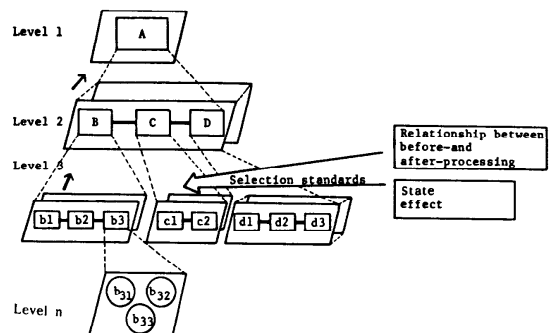 Level 1
A
Level 2
B C D
Relationship between
before-and
after-processing
Level 3
Selection standards
State
effect
b1 b2 b3 c1 c2 d1 d2 d3
Level n
b31 b32
b33